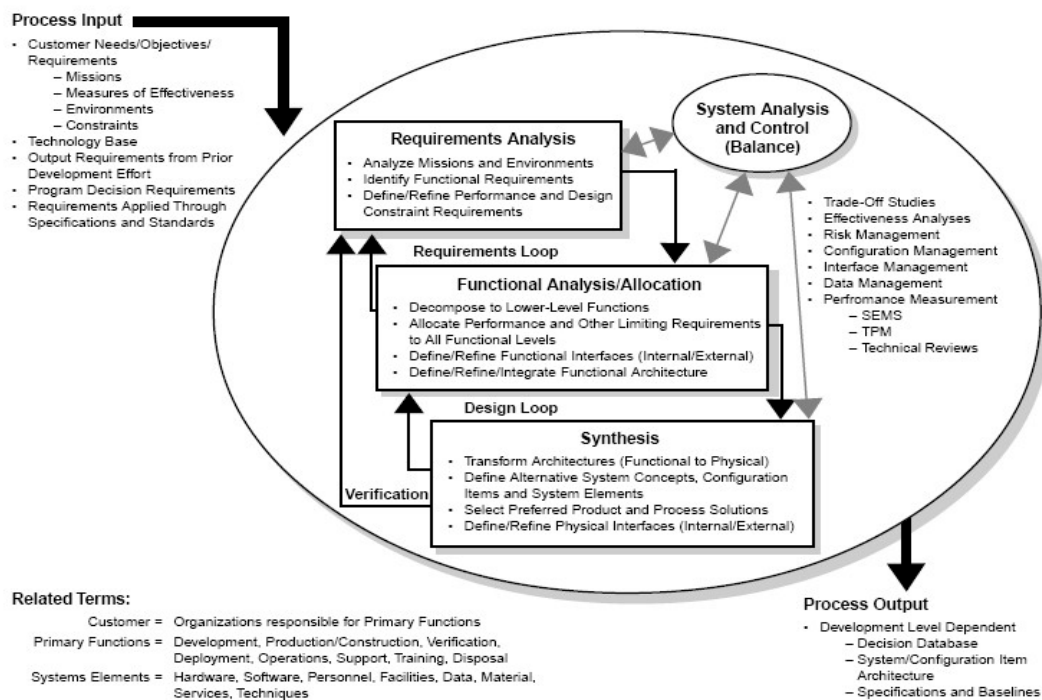 Process Input
· Customer Needs/Objectives/
Requirements
– Missions
– Measures of Effectiveness
– Environments
– Constraints
· Technology Base
· Output Requirements from Prior
Development Effort
· Program Decision Requirements
· Requirements Applied Through
Specifications and Standards
System Analysis
and Control
(Balance)
Requirements Analysis
· Analyze Missions and Environments
· Identify Functional Requirements
· Define/Refine Performance and Design
Constraint Requirements
· Trade-Off Studies
· Effectiveness Analyses
· Risk Management
· Configuration Management
· Interface Management
· Data Management
· Perfromance Measurement
– SEMS
– TPM
– Technical Reviews
Requirements Loop
Functional Analysis/Allocation
· Decompose to Lower-Level Functions
· Allocate Performance and Other Limiting Requirements
to All Functional Levels
· Define/Refine Functional Interfaces (Internal/External)
· Define/Refine/Integrate Functional Architecture
Design Loop
Synthesis
· Transform Architectures (Functional to Physical)
· Define Alternative System Concepts, Configuration
Items and System Elements
· Select Preferred Product and Process Solutions
· Define/Refine Physical Interfaces (Internal/External)
Verification
Related Terms:
Customer = Organizations responsible for Primary Functions
Primary Functions = Development, Production/Construction, Verification,
Deployment, Operations, Support, Training, Disposal
Systems Elements = Hardware, Software, Personnel, Facilities, Data, Material,
Services, Techniques
Process Output
· Development Level Dependent
– Decision Database
– System/Configuration Item
Architecture
– Specifications and Baselines